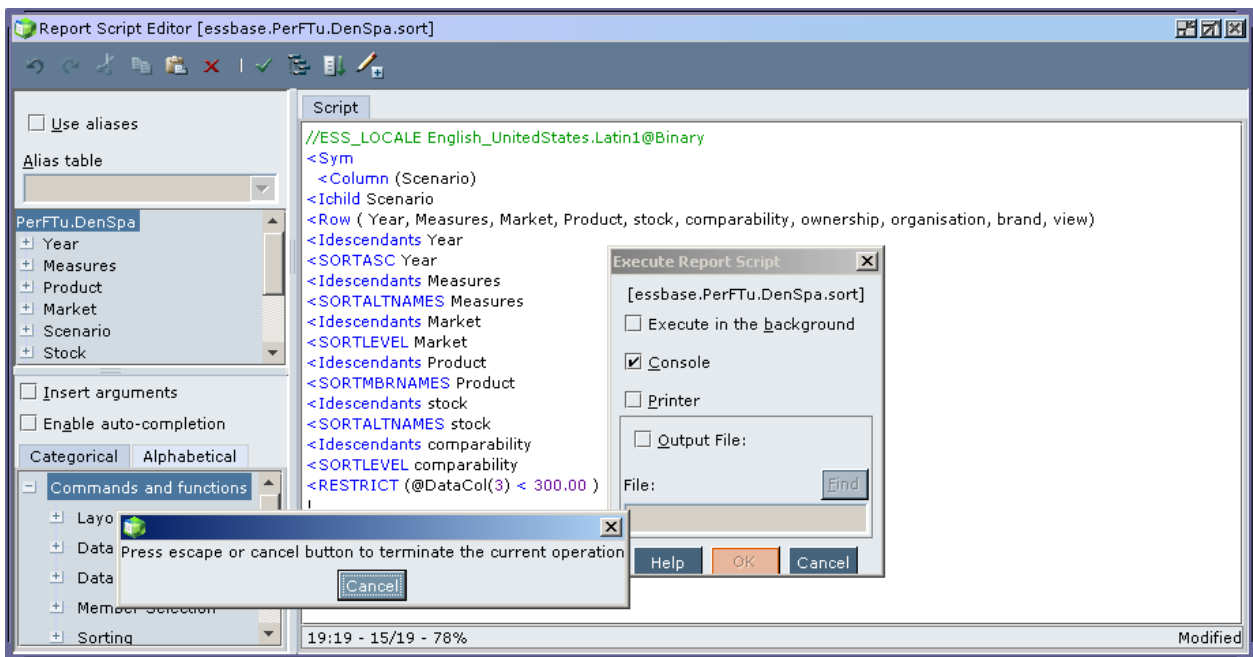 Report Script Editor [essbase.PerFTu.DenSpa.sort]
Use aliases
Alias table
PerFTu.DenSpa
Year
Measures
Product
Market
Scenario
Stock
Insert arguments
Enable auto-completion
Categorical Alphabetical
Commands and functions
Layo
Data
Data
Member Selection
Sorting
Script
//ESS_LOCALE English_UnitedStates.Latin1@Binary
<Sym
<Column (Scenario)
<Ichild Scenario
<Row ( Year, Measures, Market, Product, stock, comparability, ownership, organisation, brand, view)
<Idescendants Year
<SORTASC Year
<Idescendants Measures
<SORTALTNAMES Measures
<Idescendants Market
<SORTLEVEL Market
<Idescendants Product
<SORTMBRNAMES Product
<Idescendants stock
<SORTALTNAMES stock
<Idescendants comparability
<SORTLEVEL comparability
<RESTRICT (@DataCol(3) < 300.00 )
Execute Report Script
[essbase.PerFTu.DenSpa.sort]
Execute in the background
Console
Printer
Output File:
File:
Find
Help OK Cancel
Press escape or cancel button to terminate the current operation
Cancel
19:19 - 15/19 - 78%
Modified